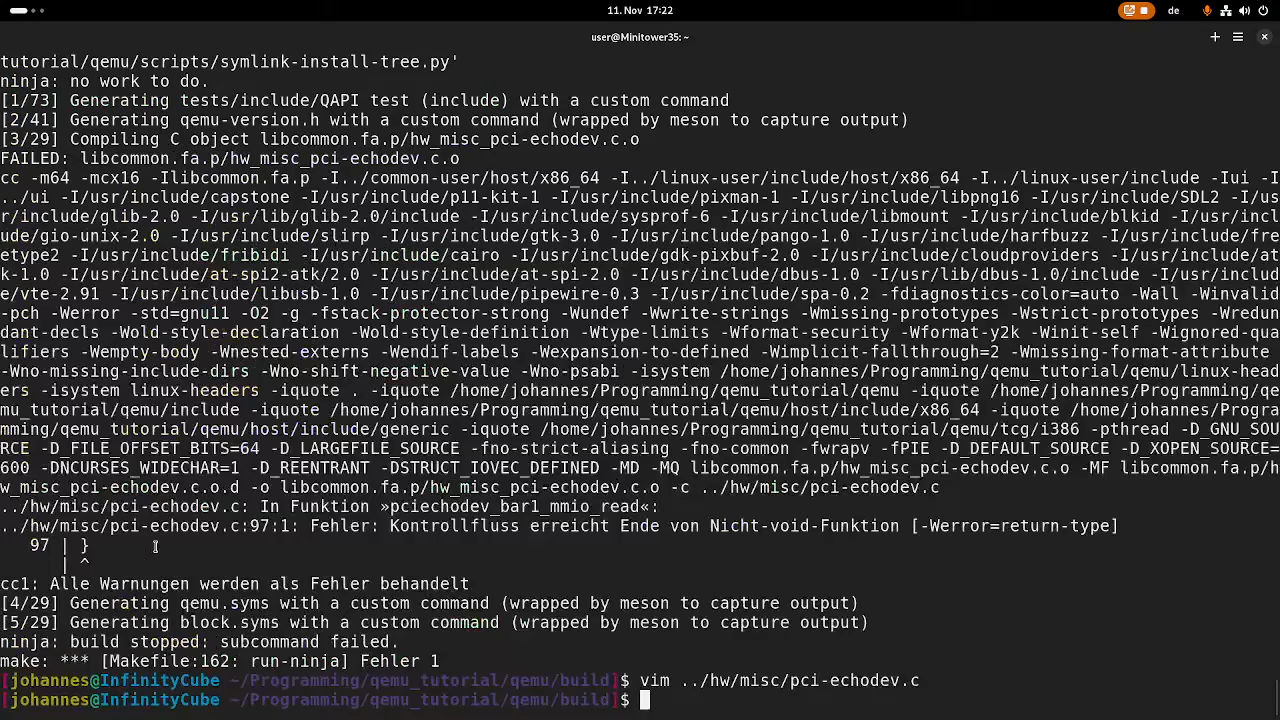 11. Nov 17:22
de
user@Minitower35: ~
tutorial/qemu/scripts/symlink-install-tree.py'
ninja: no work to do.
[1/73] Generating tests/include/QAPI test (include) with a custom command
[2/41] Generating qemu-version.h with a custom command (wrapped by meson to capture output)
[3/29] Compiling C object libcommon.fa.p/hw_misc_pci-echodev.c.o
FAILED: libcommon.fa.p/hw_misc_pci-echodev.c.o
cc -m64 -mcx16 -Ilibcommon.fa.p -I../common-user/host/x86_64 -I../linux-user/include/host/x86_64 -I../linux-user/include -Iui -I
../ui -I/usr/include/capstone -I/usr/include/p11-kit-1 -I/usr/include/pixman-1 -I/usr/include/libpng16 -I/usr/include/SDL2 -I/us
r/include/glib-2.0 -I/usr/lib/glib-2.0/include -I/usr/include/sysprof-6 -I/usr/include/libmount -I/usr/include/blkid -I/usr/incl
ude/gio-unix-2.0 -I/usr/include/slirp -I/usr/include/gtk-3.0 -I/usr/include/pango-1.0 -I/usr/include/harfbuzz -I/usr/include/fre
etype2 -I/usr/include/fribidi -I/usr/include/cairo -I/usr/include/gdk-pixbuf-2.0 -I/usr/include/cloudproviders -I/usr/include/at
k-1.0 -I/usr/include/at-spi2-atk/2.0 -I/usr/include/at-spi-2.0 -I/usr/include/dbus-1.0 -I/usr/lib/dbus-1.0/include -I/usr/includ
e/vte-2.91 -I/usr/include/libusb-1.0 -I/usr/include/pipewire-0.3 -I/usr/include/spa-0.2 -fdiagnostics-color=auto -Wall -Winvalid
-pch -Werror -std=gnu11 -O2 -g -fstack-protector-strong -Wundef -Wwrite-strings -Wmissing-prototypes -Wstrict-prototypes -Wredun
dant-decls -Wold-style-declaration -Wold-style-definition -Wtype-limits -Wformat-security -Wformat-y2k -Winit-self -Wignored-qua
lifiers -Wempty-body -Wnested-externs -Wendif-labels -Wexpansion-to-defined -Wimplicit-fallthrough=2 -Wmissing-format-attribute
-Wno-missing-include-dirs -Wno-shift-negative-value -Wno-psabi -isystem /home/johannes/Programming/qemu_tutorial/qemu/linux-head
ers -isystem linux-headers -iquote . -iquote /home/johannes/Programming/qemu_tutorial/qemu -iquote /home/johannes/Programming/qe
mu_tutorial/qemu/include -iquote /home/johannes/Programming/qemu_tutorial/qemu/host/include/x86_64 -iquote /home/johannes/Progra
mming/qemu_tutorial/qemu/host/include/generic -iquote /home/johannes/Programming/qemu_tutorial/qemu/tcg/i386 -pthread -D_GNU_SOU
RCE -D_FILE_OFFSET_BITS=64 -D_LARGEFILE_SOURCE -fno-strict-aliasing -fno-common -fwrapv -fPIE -D_DEFAULT_SOURCE -D_XOPEN_SOURCE=
600 -DNCURSES_WIDECHAR=1 -D_REENTRANT -DSTRUCT_IOVEC_DEFINED -MD -MQ libcommon.fa.p/hw_misc_pci-echodev.c.o -MF libcommon.fa.p/h
w_misc_pci-echodev.c.o.d -o libcommon.fa.p/hw_misc_pci-echodev.c.o -c ../hw/misc/pci-echodev.c
../hw/misc/pci-echodev.c: In Funktion »pciechodev_bar1_mmio_read«:
../hw/misc/pci-echodev.c:97:1: Fehler: Kontrollfluss erreicht Ende von Nicht-void-Funktion [-Werror=return-type]
97 | }
| ^
cc1: Alle Warnungen werden als Fehler behandelt
[4/29] Generating qemu.syms with a custom command (wrapped by meson to capture output)
[5/29] Generating block.syms with a custom command (wrapped by meson to capture output)
ninja: build stopped: subcommand failed.
make: *** [Makefile:162: run-ninja] Fehler 1
[johannes@InfinityCube ~/Programming/qemu_tutorial/qemu/build]$ vim ../hw/misc/pci-echodev.c
[johannes@InfinityCube ~/Programming/qemu_tutorial/qemu/build]$